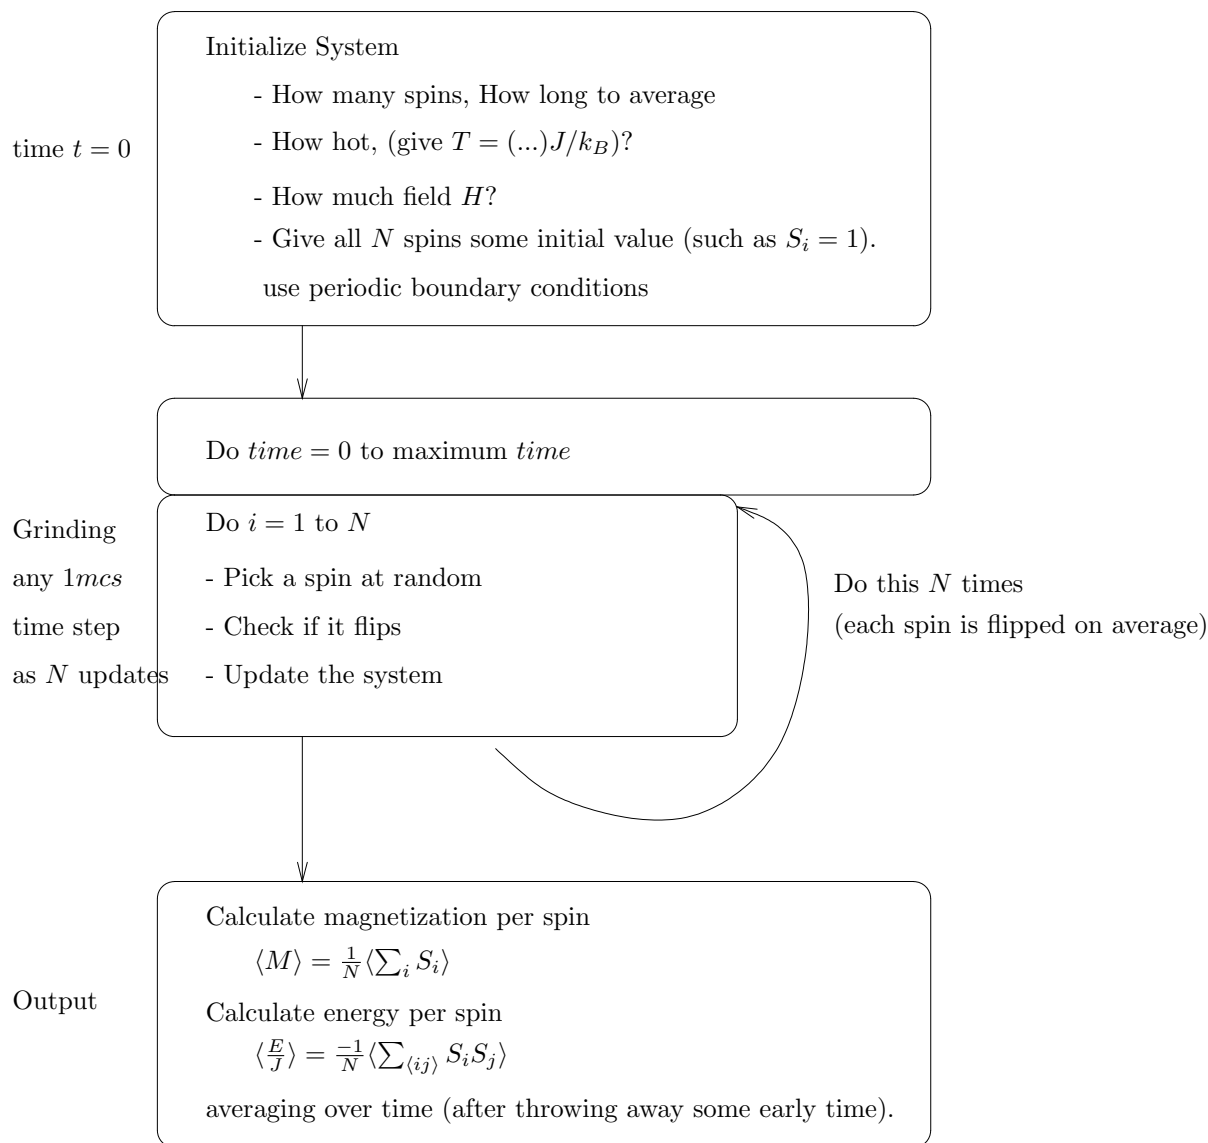 Initialize System
- How many spins, How long to average
time t = 0
- How hot, (give T = (...)J/k_B)?
- How much field H?
- Give all N spins some initial value (such as S_i = 1).
use periodic boundary conditions
Do time = 0 to maximum time
Grinding
any 1mcs
time step
as N updates
Do i = 1 to N
- Pick a spin at random
- Check if it flips
- Update the system
Do this N times
(each spin is flipped on average)
Output
Calculate magnetization per spin
⟨M⟩ = \frac{1}{N}⟨∑_i S_i⟩
Calculate energy per spin
⟨\frac{E}{J}⟩ = \frac{-1}{N}⟨∑_{⟨ij⟩} S_i S_j⟩
averaging over time (after throwing away some early time).